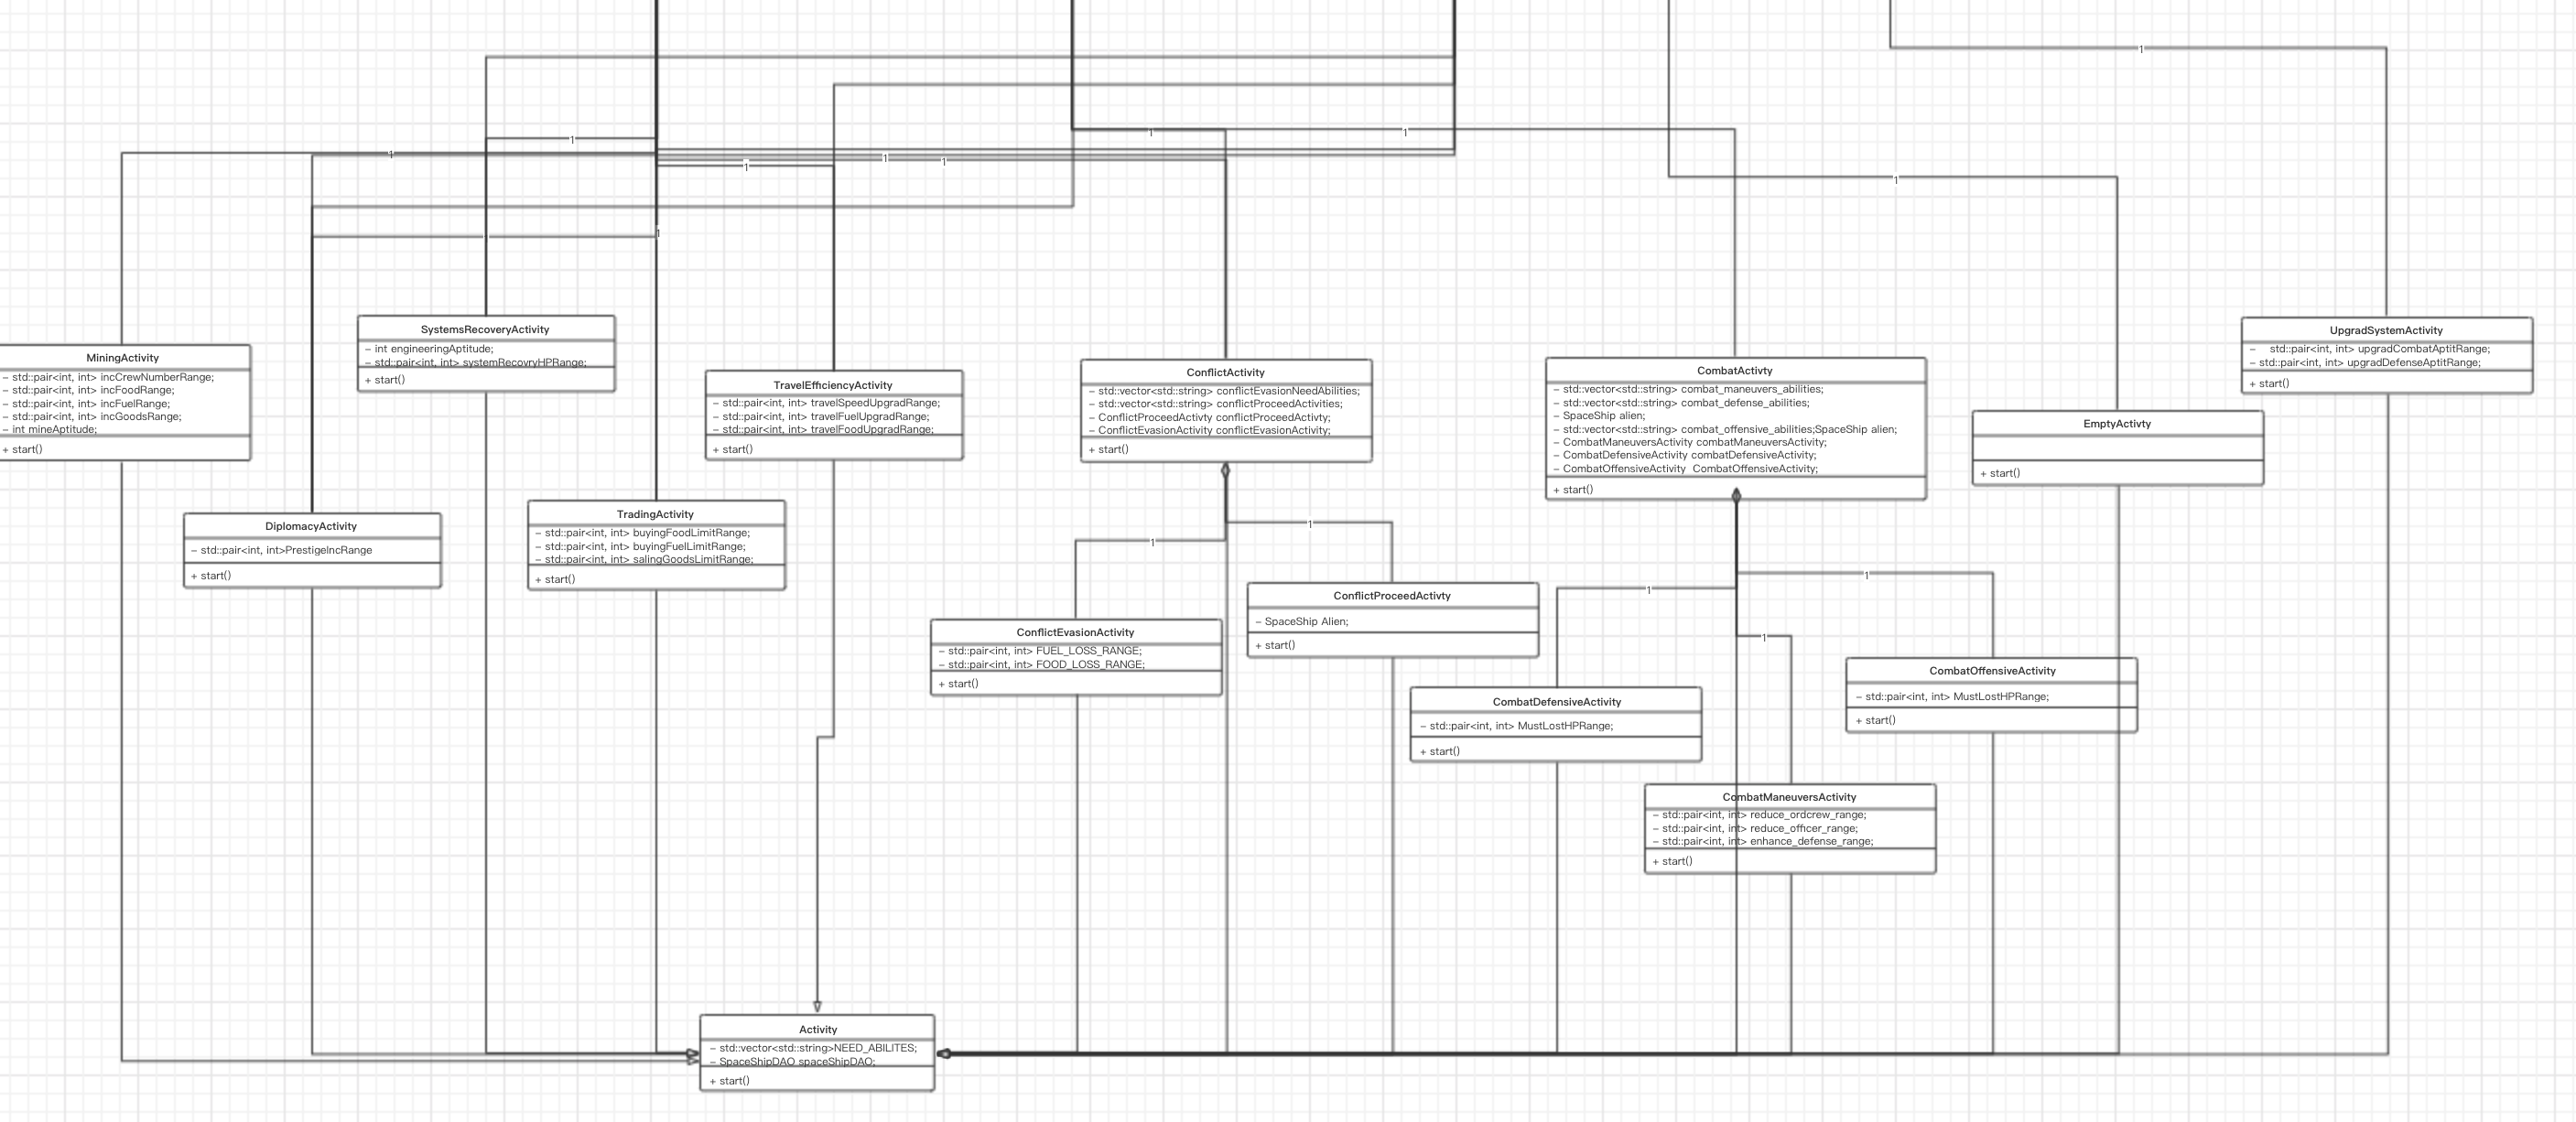 1
1
1
1
1
1
1
1
1
1
MiningActivity
– std::pair<int, int> incCrewNumberRange;
– std::pair<int, int> incFoodRange;
– std::pair<int, int> incFuelRange;
– std::pair<int, int> incGoodsRange;
– int mineAptitude;
+ start()
SystemsRecoveryActivity
– int engineeringAptitude;
– std::pair<int, int> systemRecovryHPRange;
+ start()
TravelEfficiencyActivity
– std::pair<int, int> travelSpeedUpgradRange;
– std::pair<int, int> travelFuelUpgradRange;
– std::pair<int, int> travelFoodUpgradRange;
+ start()
ConflictActivity
– std::vector<std::string> conflictEvasionNeedAbilities;
– std::vector<std::string> conflictProceedActivities;
– ConflictProceedActivty conflictProceedActivty;
– ConflictEvasionActivity conflictEvasionActivity;
+ start()
CombatActivty
– std::vector<std::string> combat_maneuvers_abilities;
– std::vector<std::string> combat_defense_abilities;
– SpaceShip alien;
– std::vector<std::string> combat_offensive_abilities;SpaceShip alien;
– CombatManeuversActivity combatManeuversActivity;
– CombatDefensiveActivity combatDefensiveActivity;
– CombatOffensiveActivity CombatOffensiveActivity;
+ start()
EmptyActivty
+ start()
UpgradSystemActivity
– std::pair<int, int> upgradCombatAptitRange;
– std::pair<int, int> upgradDefenseAptitRange;
+ start()
DiplomacyActivity
– std::pair<int, int>PrestigeIncRange
+ start()
TradingActivity
– std::pair<int, int> buyingFoodLimitRange;
– std::pair<int, int> buyingFuelLimitRange;
– std::pair<int, int> salingGoodsLimitRange;
+ start()
1
1
1
1
1
ConflictEvasionActivity
– std::pair<int, int> FUEL_LOSS_RANGE;
– std::pair<int, int> FOOD_LOSS_RANGE;
+ start()
ConflictProceedActivty
– SpaceShip Alien;
+ start()
CombatDefensiveActivity
– std::pair<int, int> MustLostHPRange;
+ start()
CombatOffensiveActivity
– std::pair<int, int> MustLostHPRange;
+ start()
CombatManeuversActivity
– std::pair<int, int> reduce_ordcrew_range;
– std::pair<int, int> reduce_officer_range;
– std::pair<int, int> enhance_defense_range;
+ start()
Activity
– std::vector<std::string>NEED_ABILITES;
– SpaceShipDAO spaceShipDAO;
+ start()